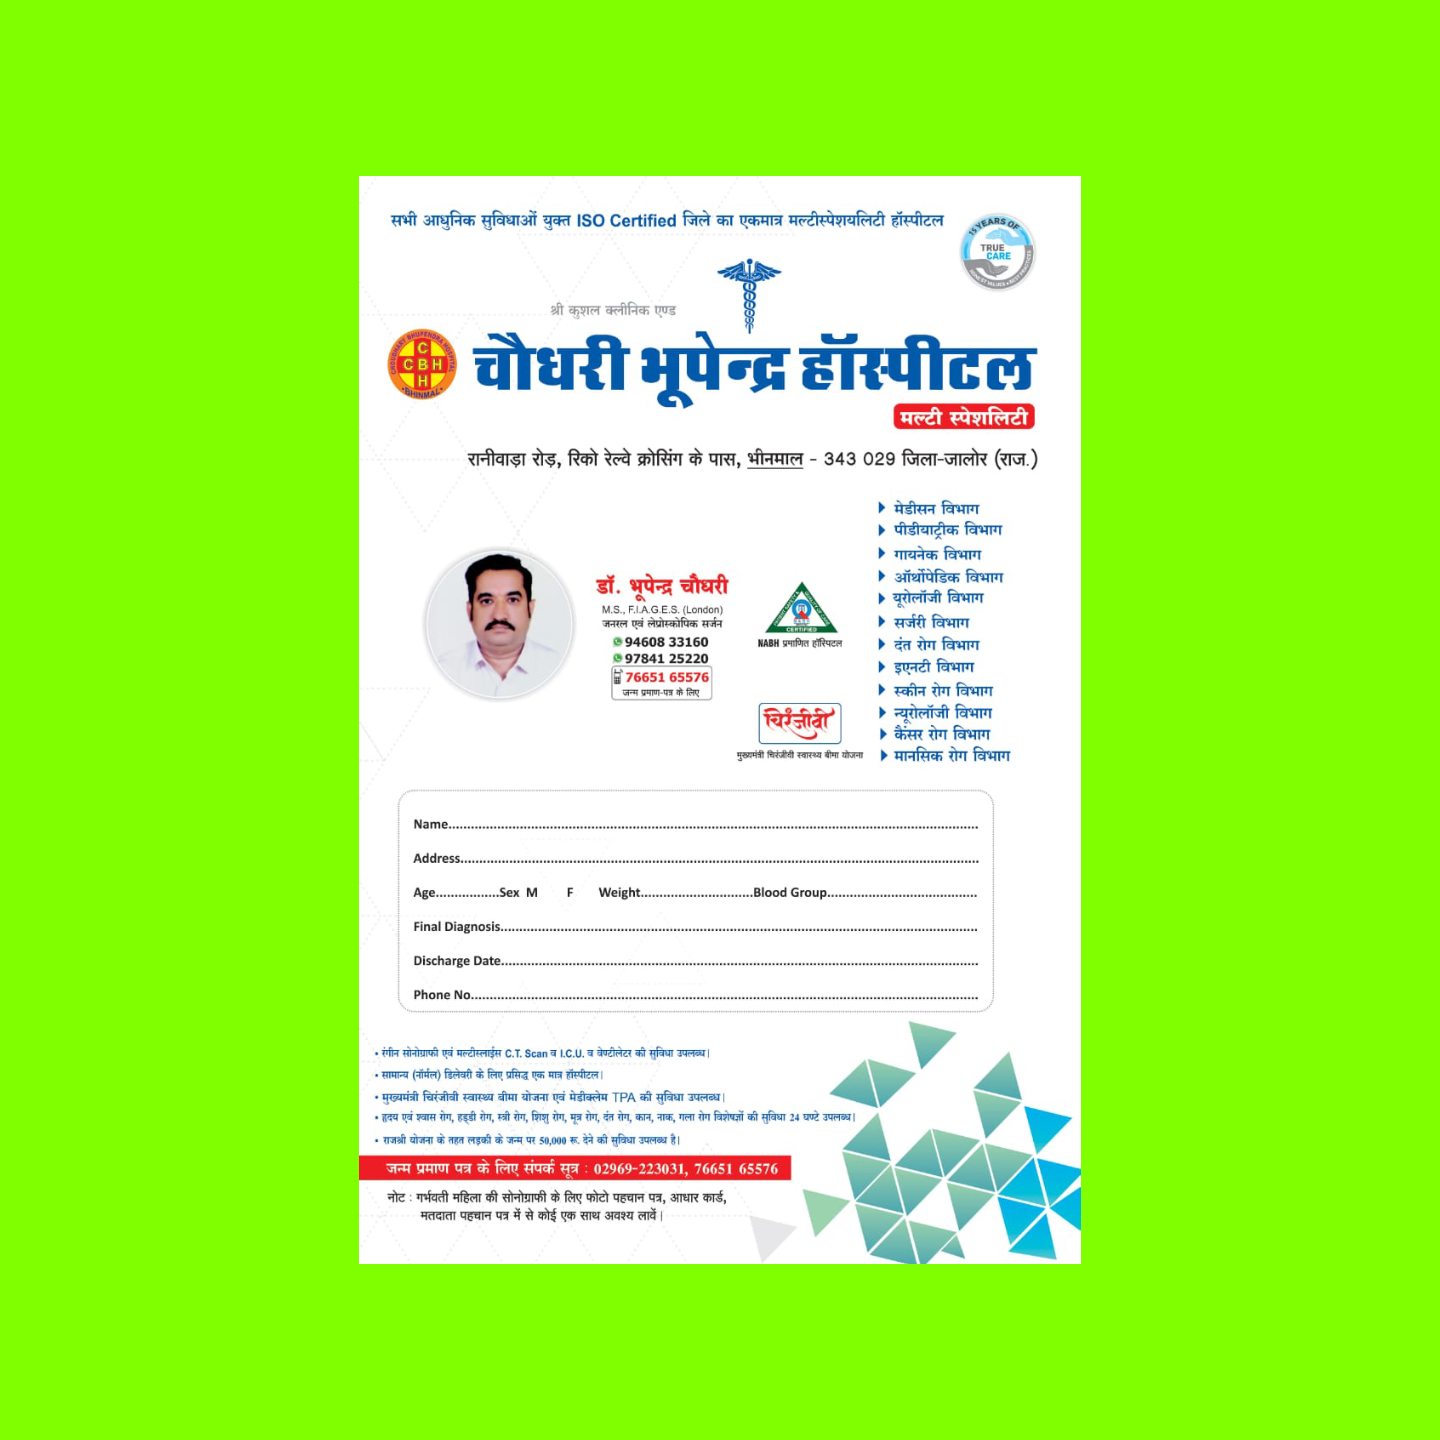 सभी आधुनिक सुविधाओं युक्त ISO Certified जिले का एकमात्र मल्टीस्पेशयलिटी हॉस्पीटल
15 YEARS OF
TRUE
CARE
श्री कुशल क्लीनिक एण्ड
CHOUDHARY BHUPENDRA HOSPITAL
C
C B H
H
BHINMAL
चौधरी भूपेन्द्र हॉस्पीटल
मल्टी स्पेशलिटी
रानीवाड़ा रोड़, रिको रेल्वे क्रोसिंग के पास, भीनमाल - 343 029 जिला-जालोर (राज.)
मेडीसन विभाग
पीडीयाट्रीक विभाग
गायनेक विभाग
ऑर्थोपेडिक विभाग
यूरोलॉजी विभाग
सर्जरी विभाग
दंत रोग विभाग
इएनटी विभाग
स्कीन रोग विभाग
न्यूरोलॉजी विभाग
कैंसर रोग विभाग
मानसिक रोग विभाग
डॉ. भूपेन्द्र चौधरी
M.S., F.I.A.G.E.S. (London)
जनरल एवं लेप्रोस्कोपिक सर्जन
94608 33160
97841 25220
76651 65576
जन्म प्रमाण-पत्र के लिए
CERTIFIED
NABH प्रमाणित हॉस्पिटल
चिरंजीवी
मुख्यमंत्री चिरंजीवी स्वास्थ्य बीमा योजना
Name......................................................................
Address......................................................................
Age.................Sex M F Weight..............................Blood Group........................................
Final Diagnosis......................................................................
Discharge Date......................................................................
Phone No......................................................................
• रंगीन सोनोग्राफी एवं मल्टीस्लाईस C.T. Scan व I.C.U. व वेण्टीलेटर की सुविधा उपलब्ध।
• सामान्य (नॉर्मल) डिलेवरी के लिए प्रसिद्ध एक मात्र हॉस्पीटल।
• मुख्यमंत्री चिरंजीवी स्वास्थ्य बीमा योजना एवं मेडीक्लेम TPA की सुविधा उपलब्ध।
• हृदय एवं श्वास रोग, हड्डी रोग, स्त्री रोग, शिशु रोग, मूत्र रोग, दंत रोग, कान, नाक, गला रोग विशेषज्ञों की सुविधा 24 घण्टे उपलब्ध।
• राजश्री योजना के तहत लड़की के जन्म पर 50,000 रू. देने की सुविधा उपलब्ध है।
जन्म प्रमाण पत्र के लिए संपर्क सूत्र : 02969-223031, 76651 65576
नोट : गर्भवती महिला की सोनोग्राफी के लिए फोटो पहचान पत्र, आधार कार्ड,
मतदाता पहचान पत्र में से कोई एक साथ अवश्य लावें।